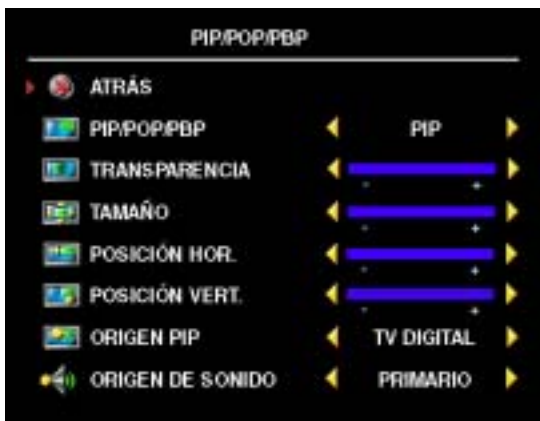 PIP/POP/PBP
ATRÁS
PIP/POP/PBP PIP
TRANSPARENCIA
- +
TAMAÑO
- +
POSICIÓN HOR.
- +
POSICIÓN VERT.
- +
ORIGEN PIP TV DIGITAL
ORIGEN DE SONIDO PRIMARIO